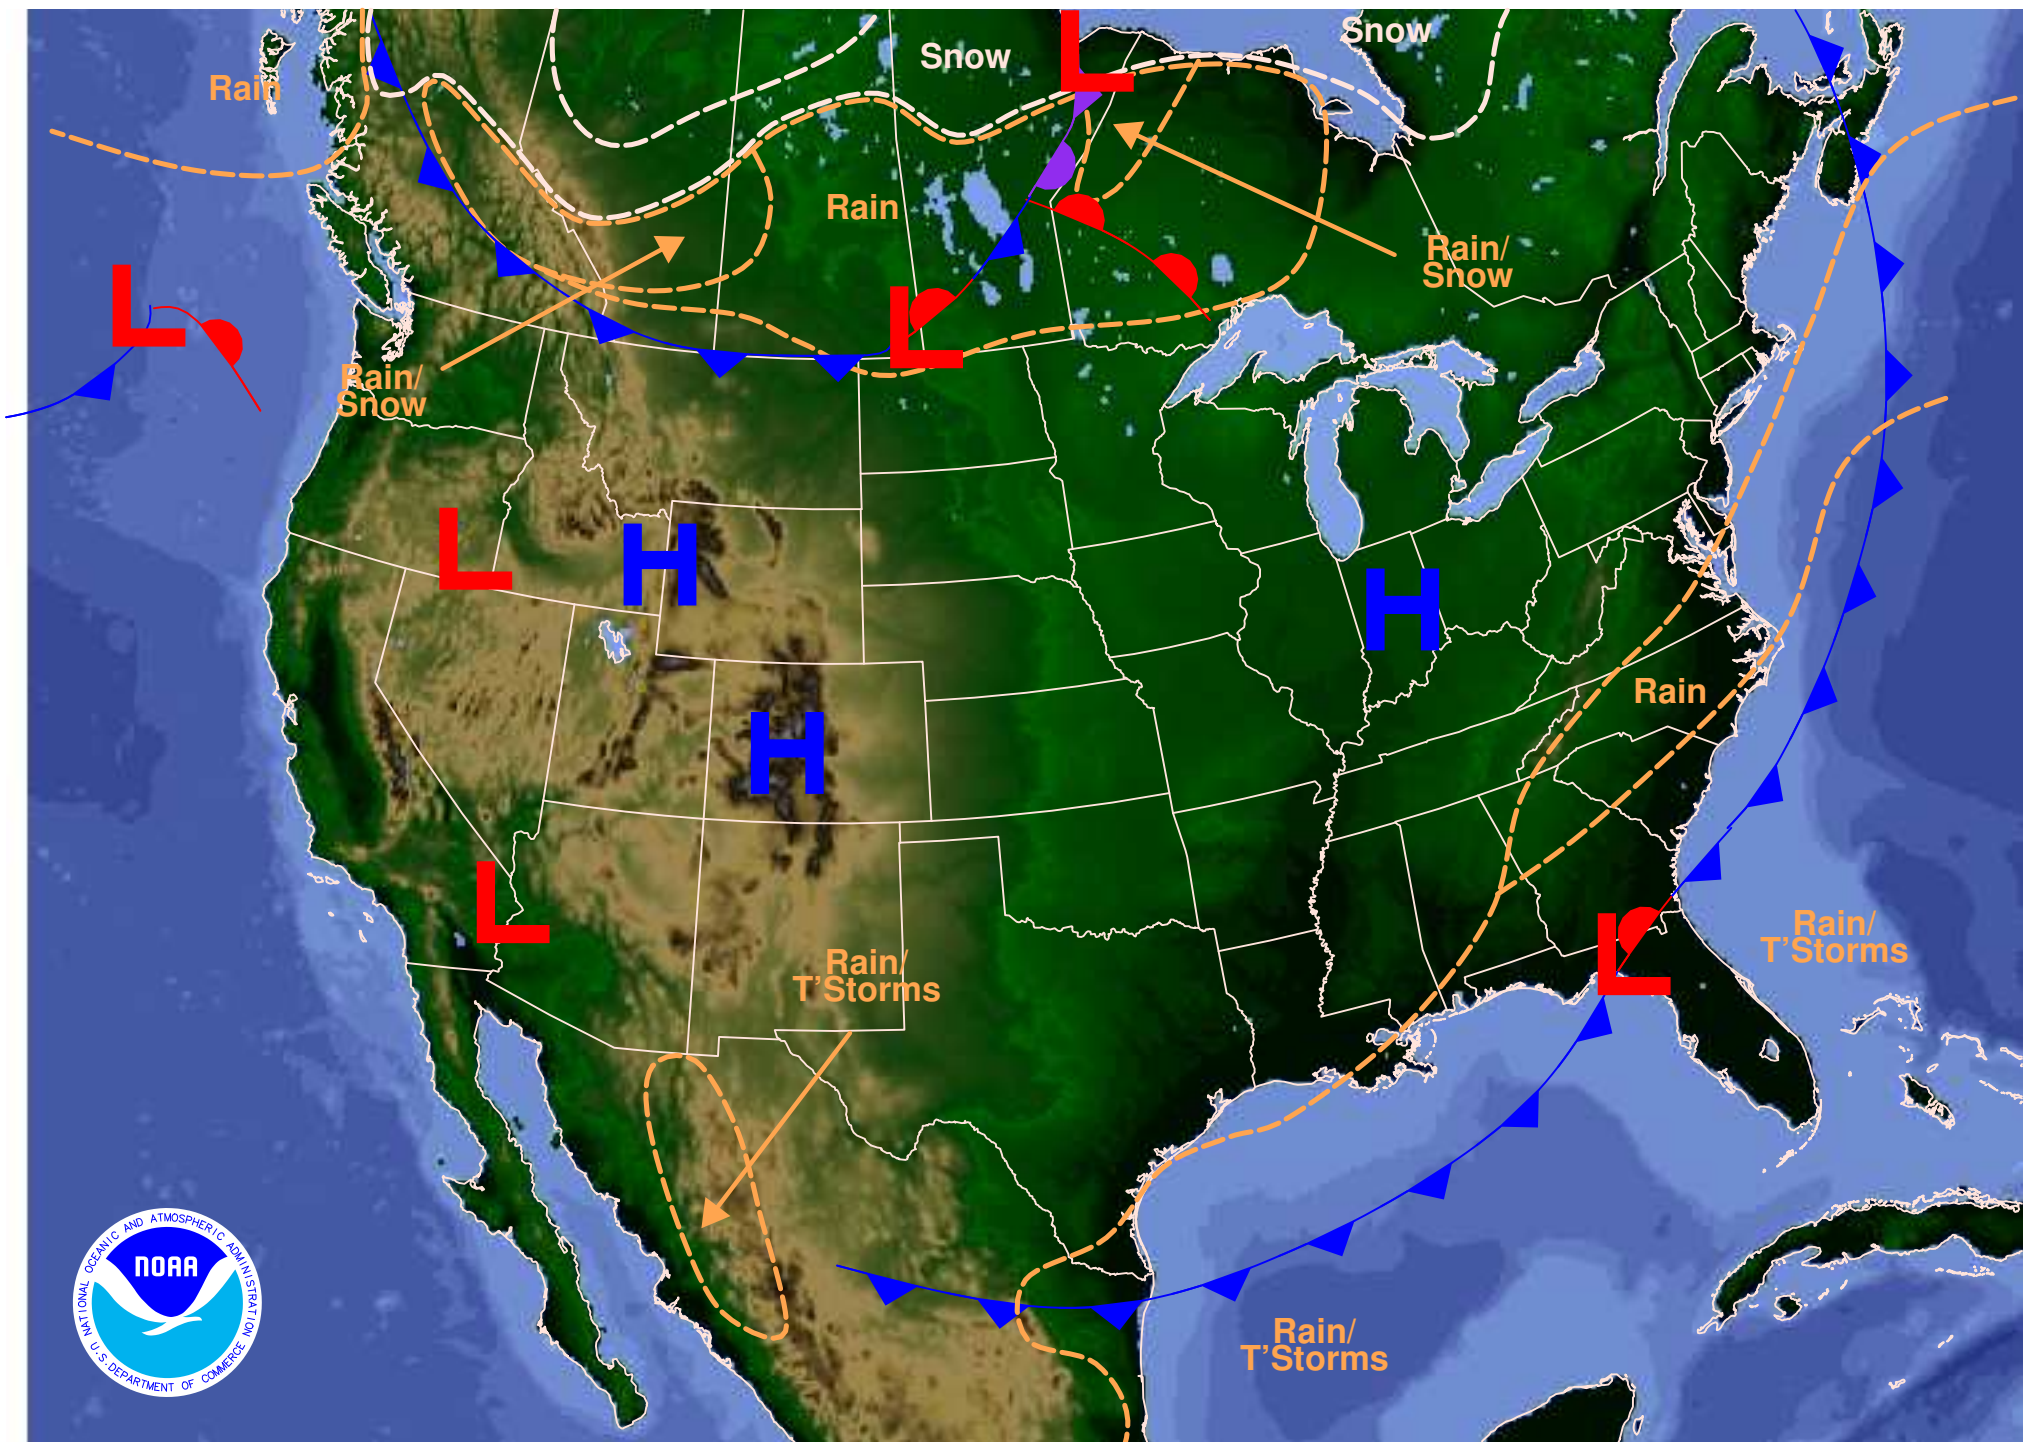 Snow
Snow
L
Rain
Rain
Rain/
Snow
L
L
Rain/
Snow
L
H
H
Rain
H
L
L
Rain/
T'Storms
Rain/
T'Storms
Rain/
T'Storms
NATIONAL OCEANIC AND ATMOSPHERIC ADMINISTRATION
NOAA
U.S. DEPARTMENT OF COMMERCE